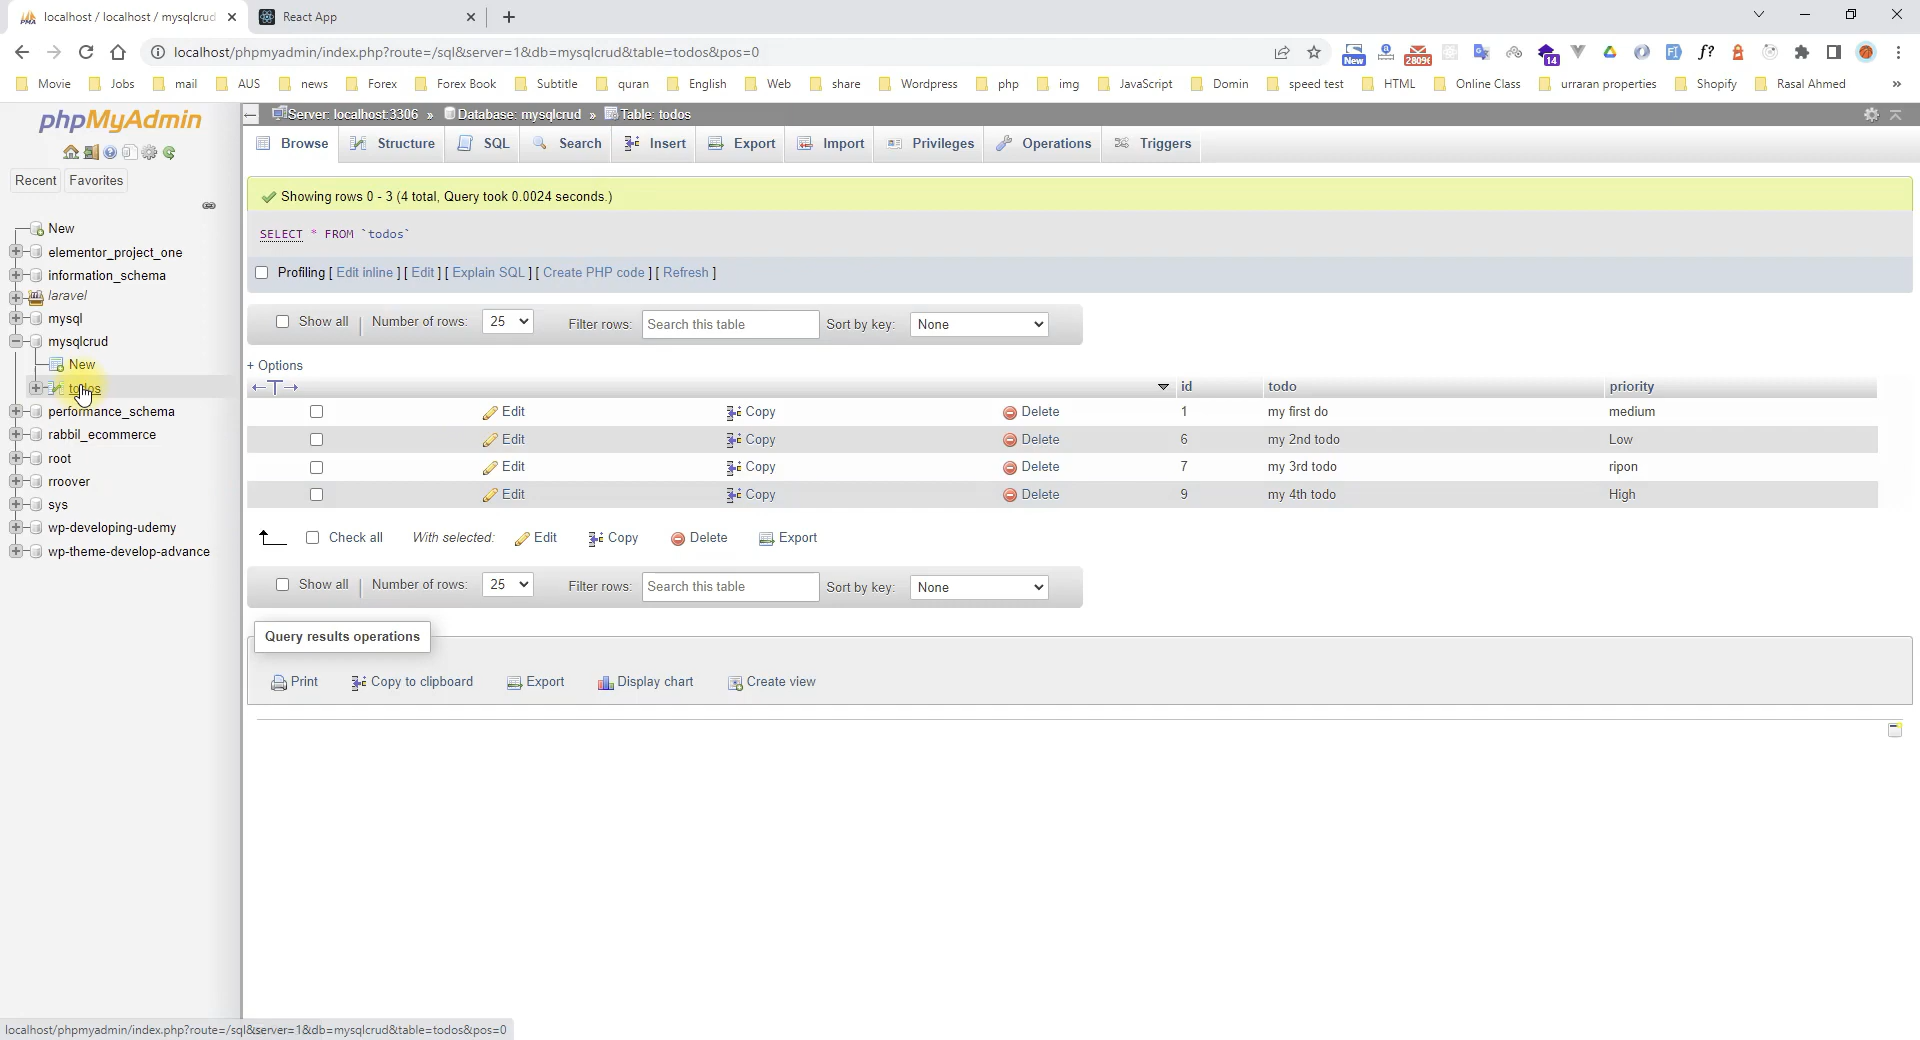 localhost / localhost / mysqlcrud
React App
localhost/phpmyadmin/index.php?route=/sql&server=1&db=mysqlcrud&table=todos&pos=0
New
2809
14
f?
Movie Jobs mail AUS news Forex Forex Book Subtitle quran English Web share Wordpress php img JavaScript Domin speed test HTML Online Class urraran properties Shopify Rasal Ahmed »
phpMyAdmin
Recent Favorites
New
elementor_project_one
information_schema
laravel
mysql
mysqlcrud
New
todos
performance_schema
rabbil_ecommerce
root
rroover
sys
wp-developing-udemy
wp-theme-develop-advance
Server: localhost:3306 » Database: mysqlcrud » Table: todos
Browse Structure SQL Search Insert Export Import Privileges Operations Triggers
Showing rows 0 - 3 (4 total, Query took 0.0024 seconds.)
SELECT * FROM `todos`
Profiling [ Edit inline ] [ Edit ] [ Explain SQL ] [ Create PHP code ] [ Refresh ]
Show all | Number of rows: 25 Filter rows: Search this table Sort by key: None
+ Options
←T→ id todo priority
Edit Copy Delete 1 my first do medium
Edit Copy Delete 6 my 2nd todo Low
Edit Copy Delete 7 my 3rd todo ripon
Edit Copy Delete 9 my 4th todo High
Check all With selected: Edit Copy Delete Export
Show all | Number of rows: 25 Filter rows: Search this table Sort by key: None
Query results operations
Print Copy to clipboard Export Display chart Create view
localhost/phpmyadmin/index.php?route=/sql&server=1&db=mysqlcrud&table=todos&pos=0